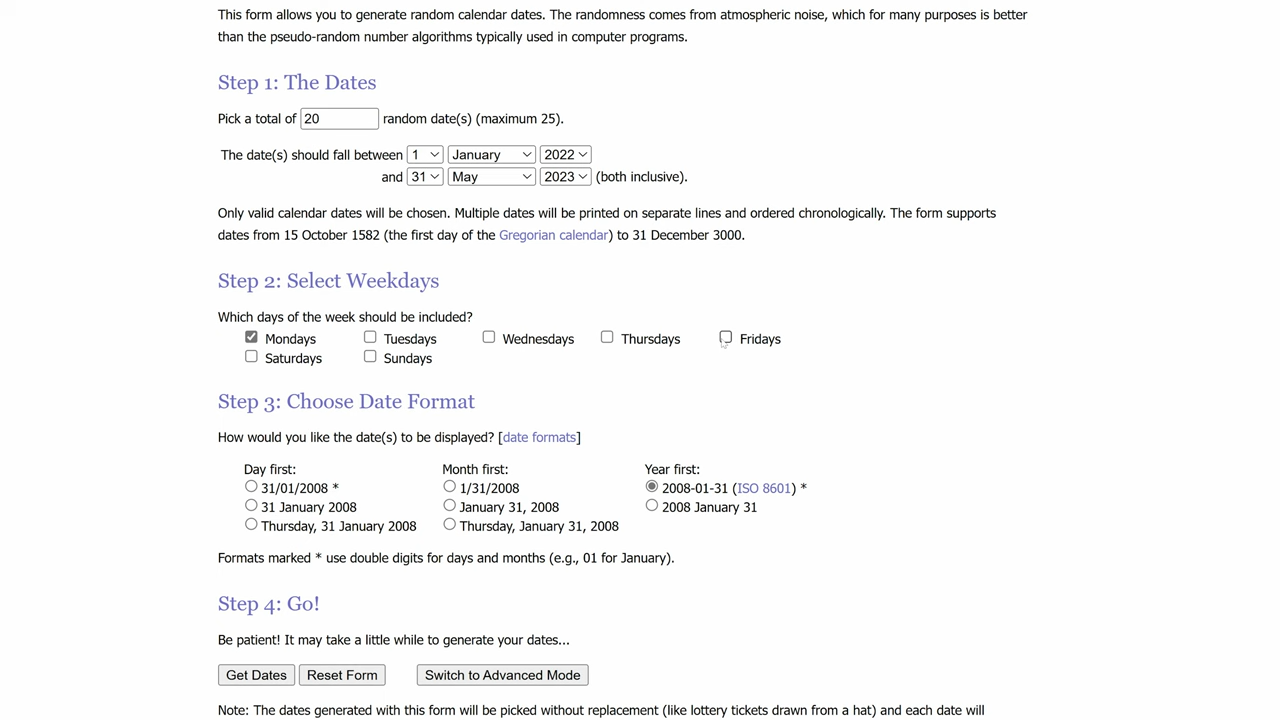 This form allows you to generate random calendar dates. The randomness comes from atmospheric noise, which for many purposes is better
than the pseudo-random number algorithms typically used in computer programs.
Step 1: The Dates
Pick a total of 20 random date(s) (maximum 25).
The date(s) should fall between 1 January 2022
and 31 May 2023 (both inclusive).
Only valid calendar dates will be chosen. Multiple dates will be printed on separate lines and ordered chronologically. The form supports
dates from 15 October 1582 (the first day of the Gregorian calendar) to 31 December 3000.
Step 2: Select Weekdays
Which days of the week should be included?
Mondays Tuesdays Wednesdays Thursdays Fridays
Saturdays Sundays
Step 3: Choose Date Format
How would you like the date(s) to be displayed? [date formats]
Day first: Month first: Year first:
31/01/2008 * 1/31/2008 2008-01-31 (ISO 8601) *
31 January 2008 January 31, 2008 2008 January 31
Thursday, 31 January 2008 Thursday, January 31, 2008
Formats marked * use double digits for days and months (e.g., 01 for January).
Step 4: Go!
Be patient! It may take a little while to generate your dates...
Get Dates Reset Form Switch to Advanced Mode
Note: The dates generated with this form will be picked without replacement (like lottery tickets drawn from a hat) and each date will